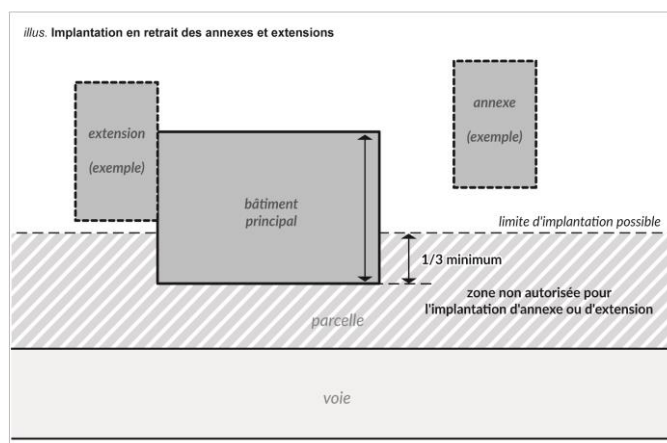 illus. Implantation en retrait des annexes et extensions
extension
(exemple)
annexe
(exemple)
bâtiment
principal
limite d'implantation possible
1/3 minimum
zone non autorisée pour
l'implantation d'annexe ou d'extension
parcelle
voie